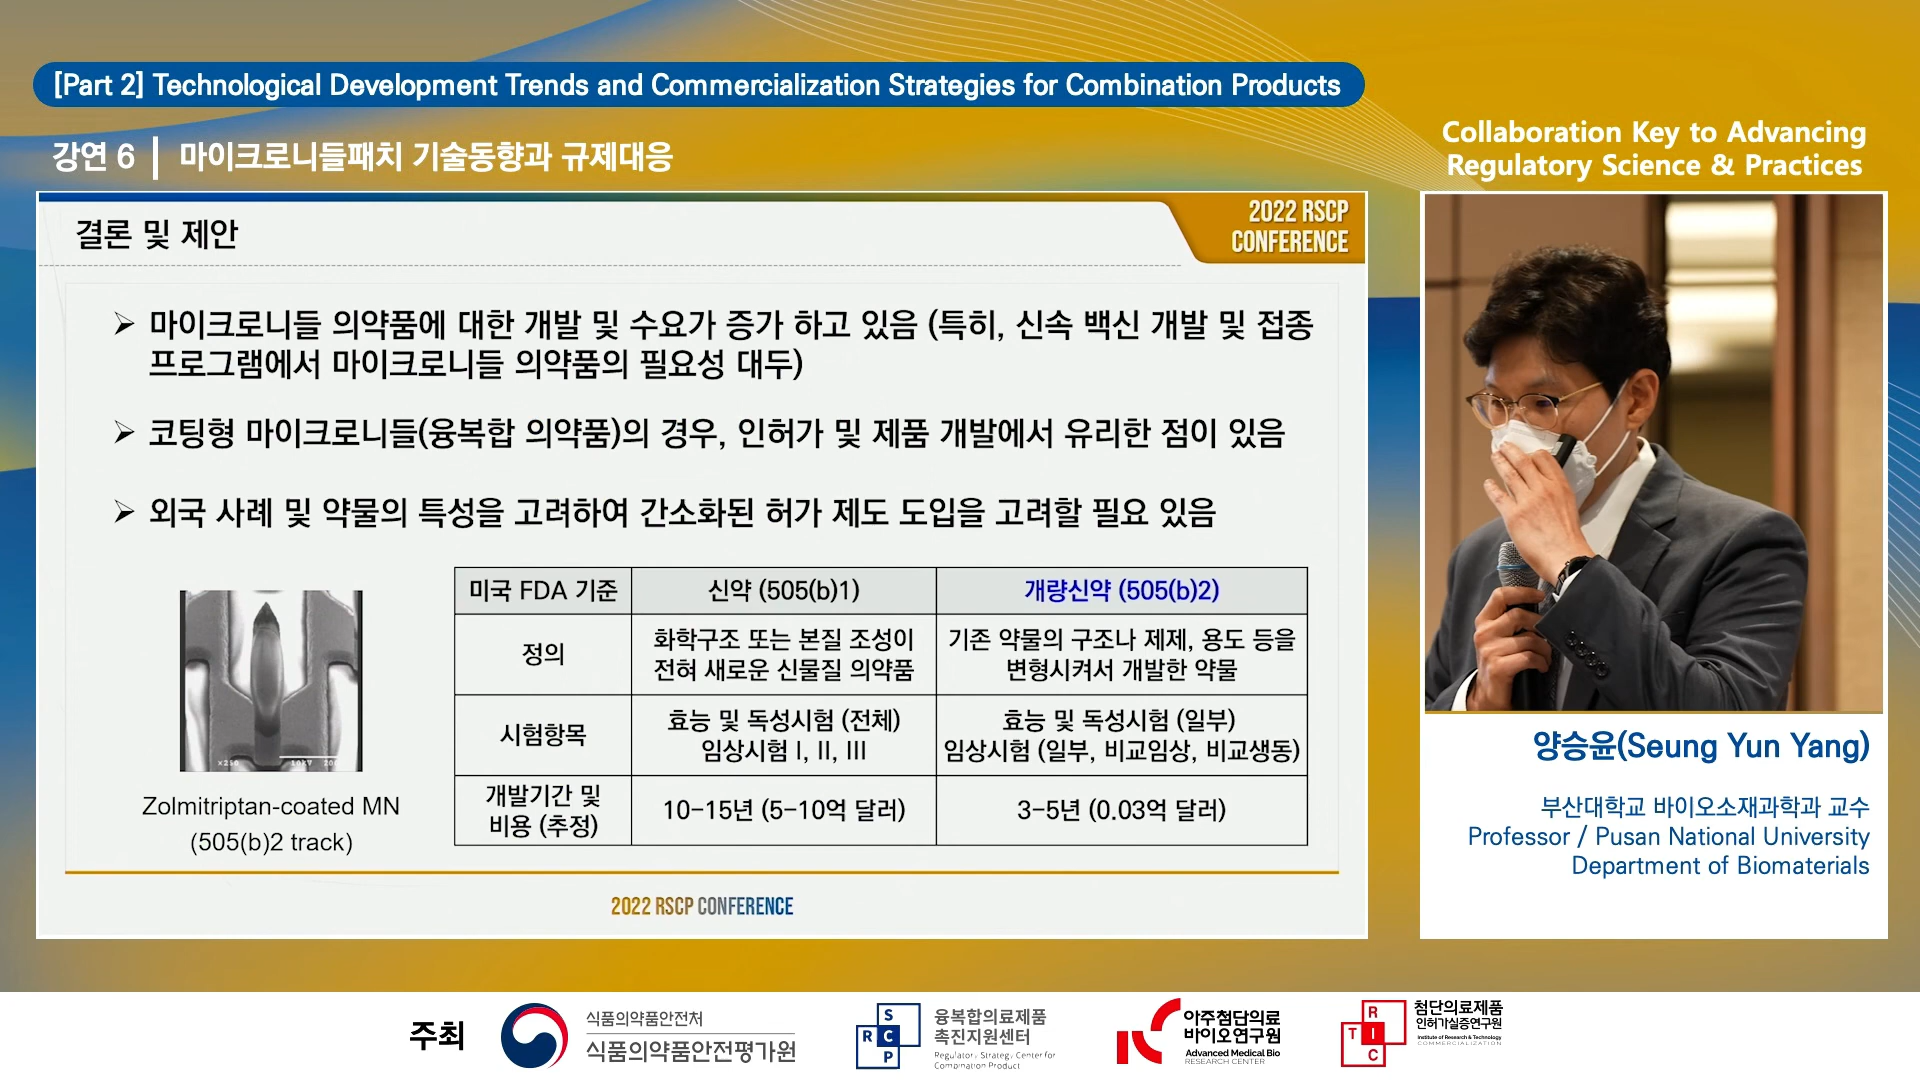 [Part 2] Technological Development Trends and Commercialization Strategies for Combination Products
강연 6 | 마이크로니들패치 기술동향과 규제대응
Collaboration Key to Advancing
Regulatory Science & Practices
결론 및 제안
2022 RSCP
CONFERENCE
➢ 마이크로니들 의약품에 대한 개발 및 수요가 증가 하고 있음 (특히, 신속 백신 개발 및 접종
프로그램에서 마이크로니들 의약품의 필요성 대두)
➢ 코팅형 마이크로니들(융복합 의약품)의 경우, 인허가 및 제품 개발에서 유리한 점이 있음
➢ 외국 사례 및 약물의 특성을 고려하여 간소화된 허가 제도 도입을 고려할 필요 있음
x250 10kV 200
Zolmitriptan-coated MN
(505(b)2 track)
미국 FDA 기준 신약 (505(b)1) 개량신약 (505(b)2)
정의
화학구조 또는 본질 조성이
전혀 새로운 신물질 의약품
기존 약물의 구조나 제제, 용도 등을
변형시켜서 개발한 약물
시험항목
효능 및 독성시험 (전체)
임상시험 I, II, III
효능 및 독성시험 (일부)
임상시험 (일부, 비교임상, 비교생동)
개발기간 및
비용 (추정)
10-15년 (5-10억 달러)
3-5년 (0.03억 달러)
2022 RSCP CONFERENCE
양승윤(Seung Yun Yang)
부산대학교 바이오소재과학과 교수
Professor / Pusan National University
Department of Biomaterials
주최
식품의약품안전처
식품의약품안전평가원
S
R C
P
융복합의료제품
촉진지원센터
Regulatory Strategy Center for
Combination Product
아주첨단의료
바이오연구원
Advanced Medical Bio
RESEARCH CENTER
R
T I
C
첨단의료제품
인허가실증연구원
Institute of Research & Technology
COMMERCIALIZATION